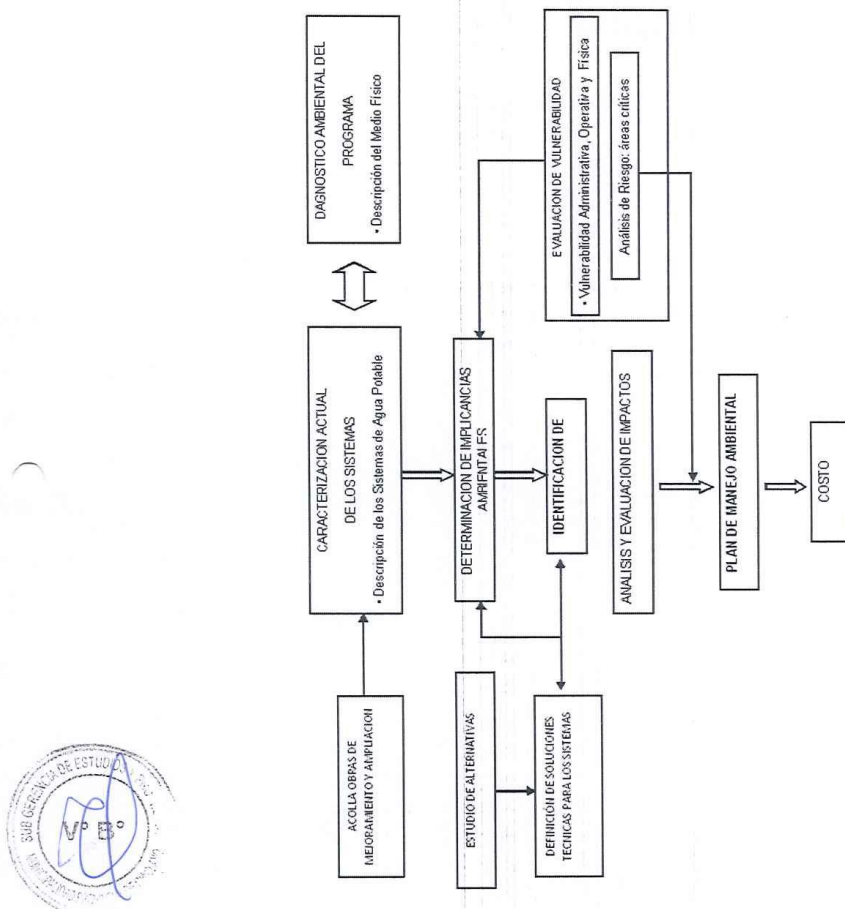 DAGNOSTICO AMBIENTAL DEL
PROGRAMA
• Descripción del Medio Físico
CARACTERIZACION ACTUAL
DE LOS SISTEMAS
• Descripción de los Sistemas de Agua Potable
ACOLLA OBRAS DE
MEJORAMIENTO Y AMPLIACION
EVALUACION DE VULNERABILIDAD
• Vulnerabilidad Administrativa, Operativa y Física
Análisis de Riesgo: áreas críticas
DETERMINACION DE IMPLICANCIAS
AMBIENTALES
ESTUDIO DE ALTERNATIVAS
IDENTIFICACION DE
DEFINICIÓN DE SOLUCIONES
TECNICAS PARA LOS SISTEMAS
ANALISIS Y EVALUACION DE IMPACTOS
PLAN DE MANEJO AMBIENTAL
COSTO
SUB GERENCIA DE ESTUDIOS
V° B°